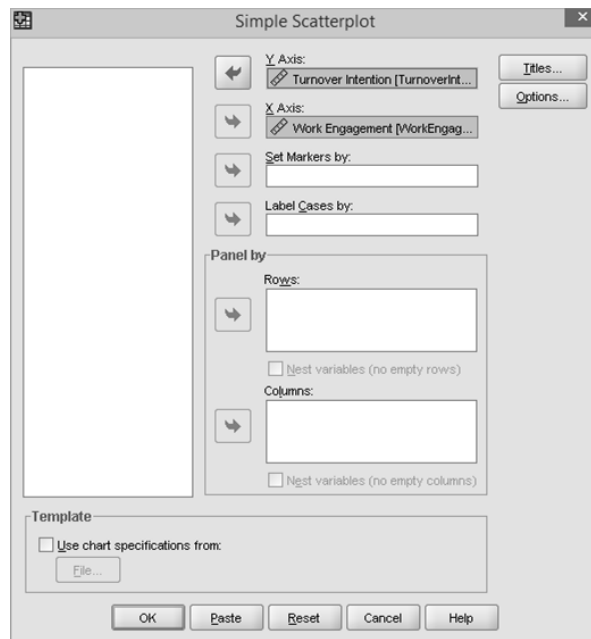 Simple Scatterplot
Y Axis:
Turnover Intention [TurnoverInt...
X Axis:
Work Engagement [WorkEngag...
Set Markers by:
Label Cases by:
Titles...
Options...
Panel by
Rows:
Nest variables (no empty rows)
Columns:
Nest variables (no empty columns)
Template
Use chart specifications from:
File...
OK
Paste
Reset
Cancel
Help